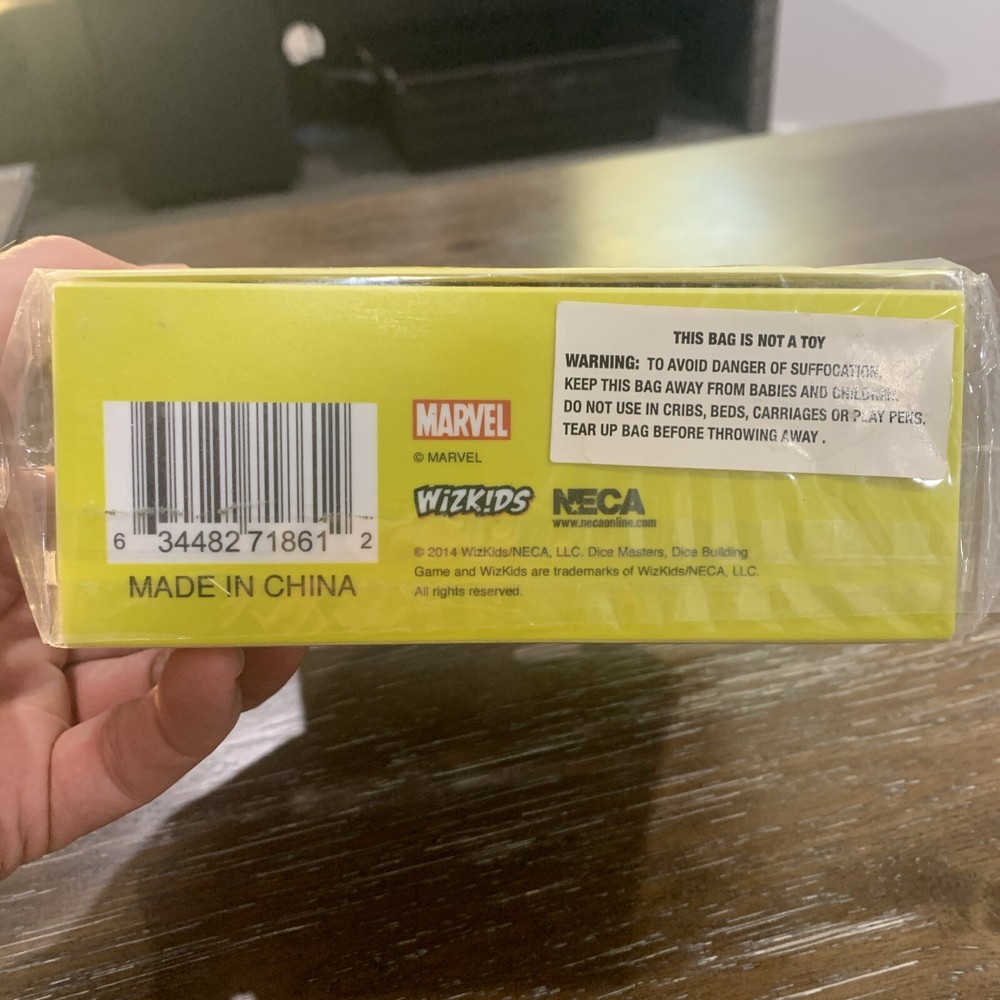 THIS BAG IS NOT A TOY
WARNING: TO AVOID DANGER OF SUFFOCATION,
KEEP THIS BAG AWAY FROM BABIES AND CHILDREN.
DO NOT USE IN CRIBS, BEDS, CARRIAGES OR PLAY PENS.
TEAR UP BAG BEFORE THROWING AWAY .
MARVEL
© MARVEL
WIZK!DS NECA
www.necaonline.com
6 34482 71861 2
MADE IN CHINA
© 2014 WizKids/NECA, LLC. Dice Masters, Dice Building
Game and WizKids are trademarks of WizKids/NECA, LLC.
All rights reserved.